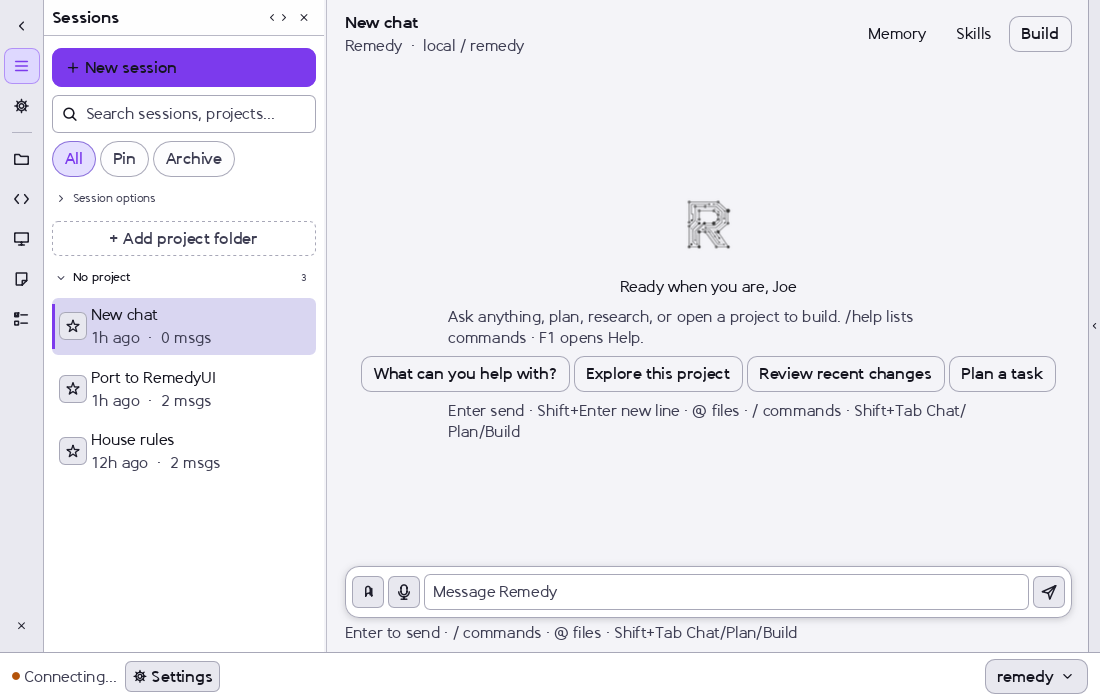 Sessions
+ New session
Search sessions, projects...
All Pin Archive
Session options
+ Add project folder
No project 3
New chat
1h ago · 0 msgs
Port to RemedyUI
1h ago · 2 msgs
House rules
12h ago · 2 msgs
New chat
Remedy · local / remedy
Memory Skills Build
R
Ready when you are, Joe
Ask anything, plan, research, or open a project to build. /help lists
commands · F1 opens Help.
What can you help with? Explore this project Review recent changes Plan a task
Enter send · Shift+Enter new line · @ files · / commands · Shift+Tab Chat/
Plan/Build
Message Remedy
Enter to send · / commands · @ files · Shift+Tab Chat/Plan/Build
Connecting... Settings
remedy